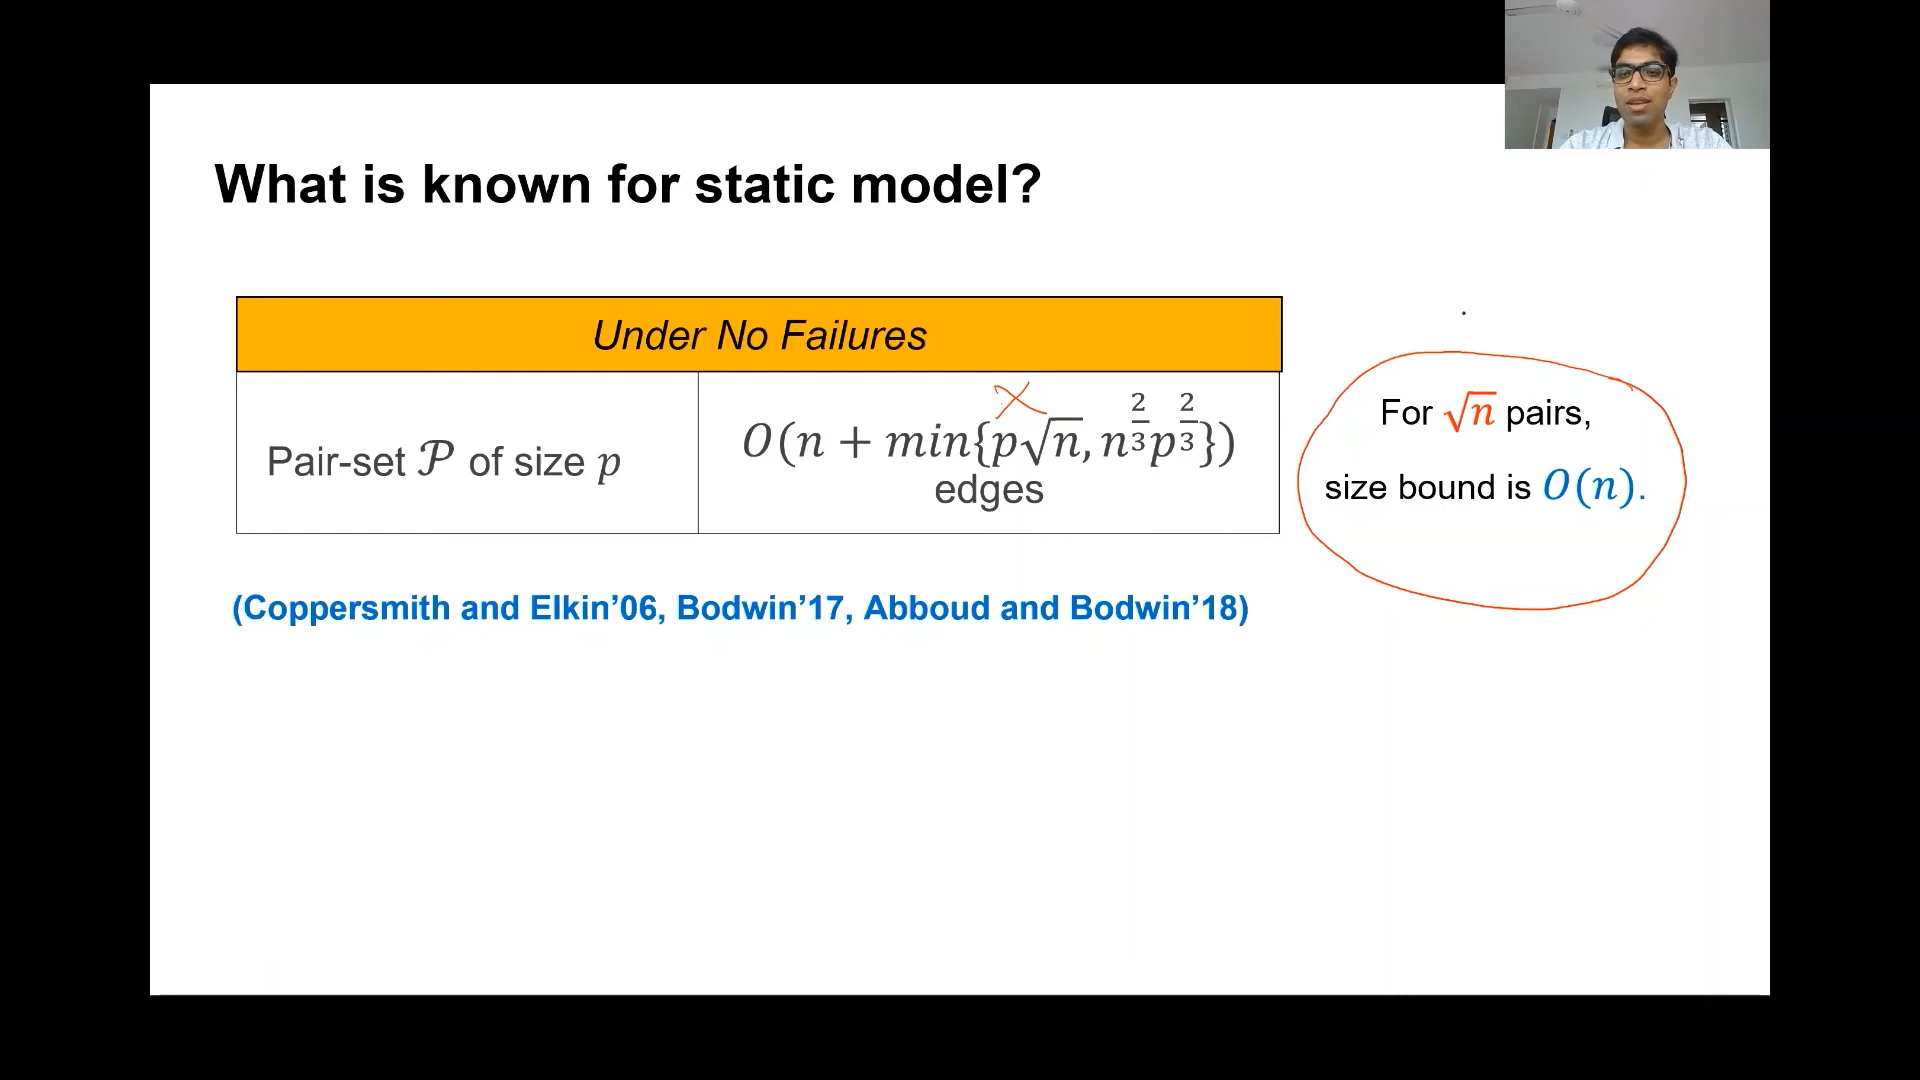 What is known for static model?
Under No Failures
Pair-set 𝒫 of size p
O(n + min{p√n, n^{2/3}p^{2/3}})
edges
For √n pairs,
size bound is O(n).
(Coppersmith and Elkin’06, Bodwin’17, Abboud and Bodwin’18)